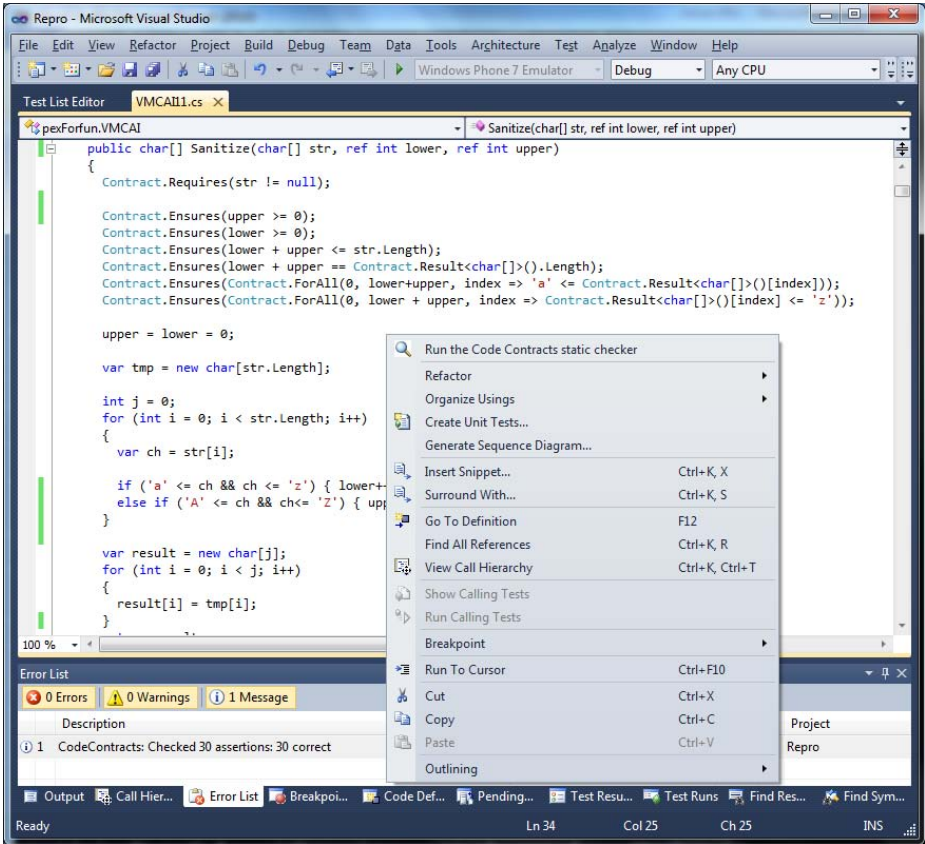 Repro - Microsoft Visual Studio
File Edit View Refactor Project Build Debug Team Data Tools Architecture Test Analyze Window Help
Windows Phone 7 Emulator Debug Any CPU
Test List Editor VMCAI11.cs
pexForfun.VMCAI Sanitize(char[] str, ref int lower, ref int upper)
public char[] Sanitize(char[] str, ref int lower, ref int upper)
{
Contract.Requires(str != null);
Contract.Ensures(upper >= 0);
Contract.Ensures(lower >= 0);
Contract.Ensures(lower + upper <= str.Length);
Contract.Ensures(lower + upper == Contract.Result<char[]>().Length);
Contract.Ensures(Contract.ForAll(0, lower+upper, index => 'a' <= Contract.Result<char[]>()[index]));
Contract.Ensures(Contract.ForAll(0, lower + upper, index => Contract.Result<char[]>()[index] <= 'z'));
upper = lower = 0;
var tmp = new char[str.Length];
int j = 0;
for (int i = 0; i < str.Length; i++)
{
var ch = str[i];
if ('a' <= ch && ch <= 'z') { lower+
else if ('A' <= ch && ch<= 'Z') { upp
}
var result = new char[j];
for (int i = 0; i < j; i++)
{
result[i] = tmp[i];
}
100 %
Run the Code Contracts static checker
Refactor
Organize Usings
Create Unit Tests...
Generate Sequence Diagram...
Insert Snippet... Ctrl+K, X
Surround With... Ctrl+K, S
Go To Definition F12
Find All References Ctrl+K, R
View Call Hierarchy Ctrl+K, Ctrl+T
Show Calling Tests
Run Calling Tests
Breakpoint
Run To Cursor Ctrl+F10
Cut Ctrl+X
Copy Ctrl+C
Paste Ctrl+V
Outlining
Error List
0 Errors 0 Warnings 1 Message
Description Project
1 CodeContracts: Checked 30 assertions: 30 correct Repro
Output Call Hier... Error List Breakpoi... Code Def... Pending... Test Resu... Test Runs Find Res... Find Sym...
Ready Ln 34 Col 25 Ch 25 INS